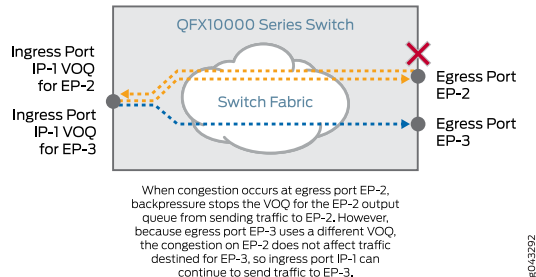 QFX10000 Series Switch
Ingress Port
IP-1 VOQ
for EP-2
Ingress Port
IP-1 VOQ
for EP-3
Switch Fabric
Egress Port
EP-2
Egress Port
EP-3
When congestion occurs at egress port EP-2,
backpressure stops the VOQ for the EP-2 output
queue from sending traffic to EP-2. However,
because egress port EP-3 uses a different VOQ,
the congestion on EP-2 does not affect traffic
destined for EP-3, so ingress port IP-1 can
continue to send traffic to EP-3.
g043292